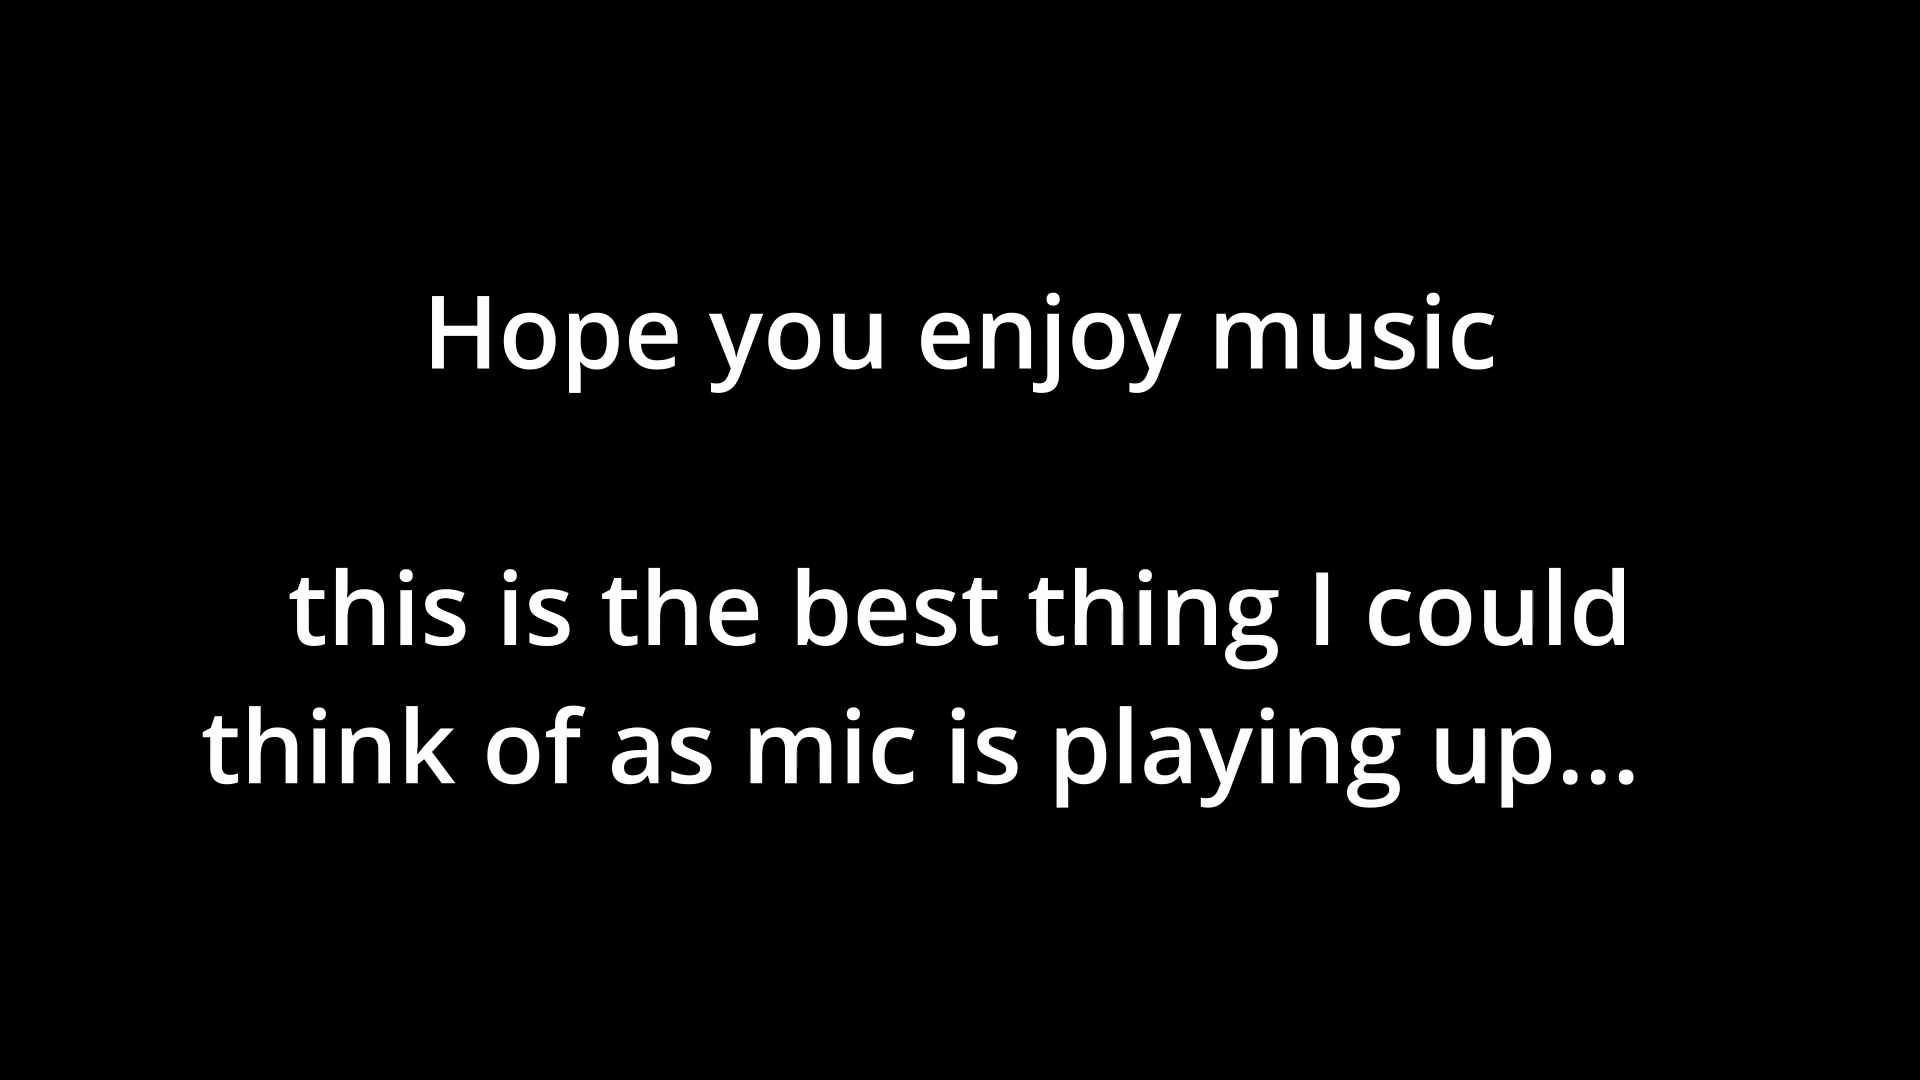 Hope you enjoy music
this is the best thing I could
think of as mic is playing up...